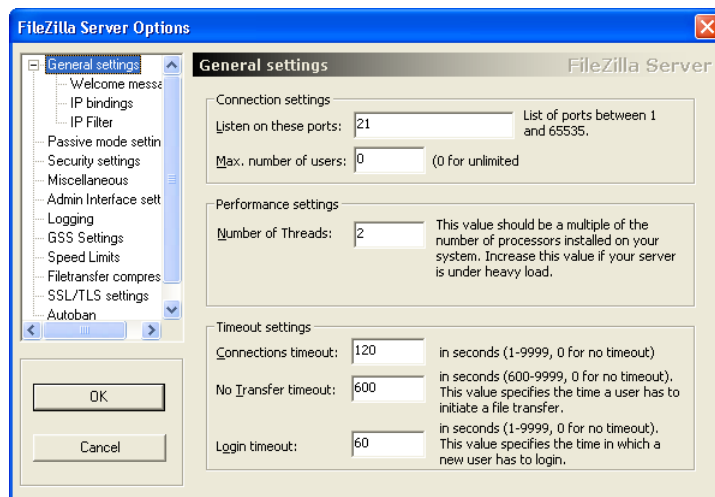 FileZilla Server Options
General settings
Welcome messa
IP bindings
IP Filter
Passive mode settin
Security settings
Miscellaneous
Admin Interface sett
Logging
GSS Settings
Speed Limits
Filetransfer compres
SSL/TLS settings
Autoban
OK
Cancel
General settings
FileZilla Server
Connection settings
Listen on these ports: 21 List of ports between 1
and 65535.
Max. number of users: 0 (0 for unlimited
Performance settings
Number of Threads: 2 This value should be a multiple of the
number of processors installed on your
system. Increase this value if your server
is under heavy load.
Timeout settings
Connections timeout: 120 in seconds (1-9999, 0 for no timeout)
No Transfer timeout: 600 in seconds (600-9999, 0 for no timeout).
This value specifies the time a user has to
initiate a file transfer.
Login timeout: 60 in seconds (1-9999, 0 for no timeout).
This value specifies the time in which a
new user has to login.